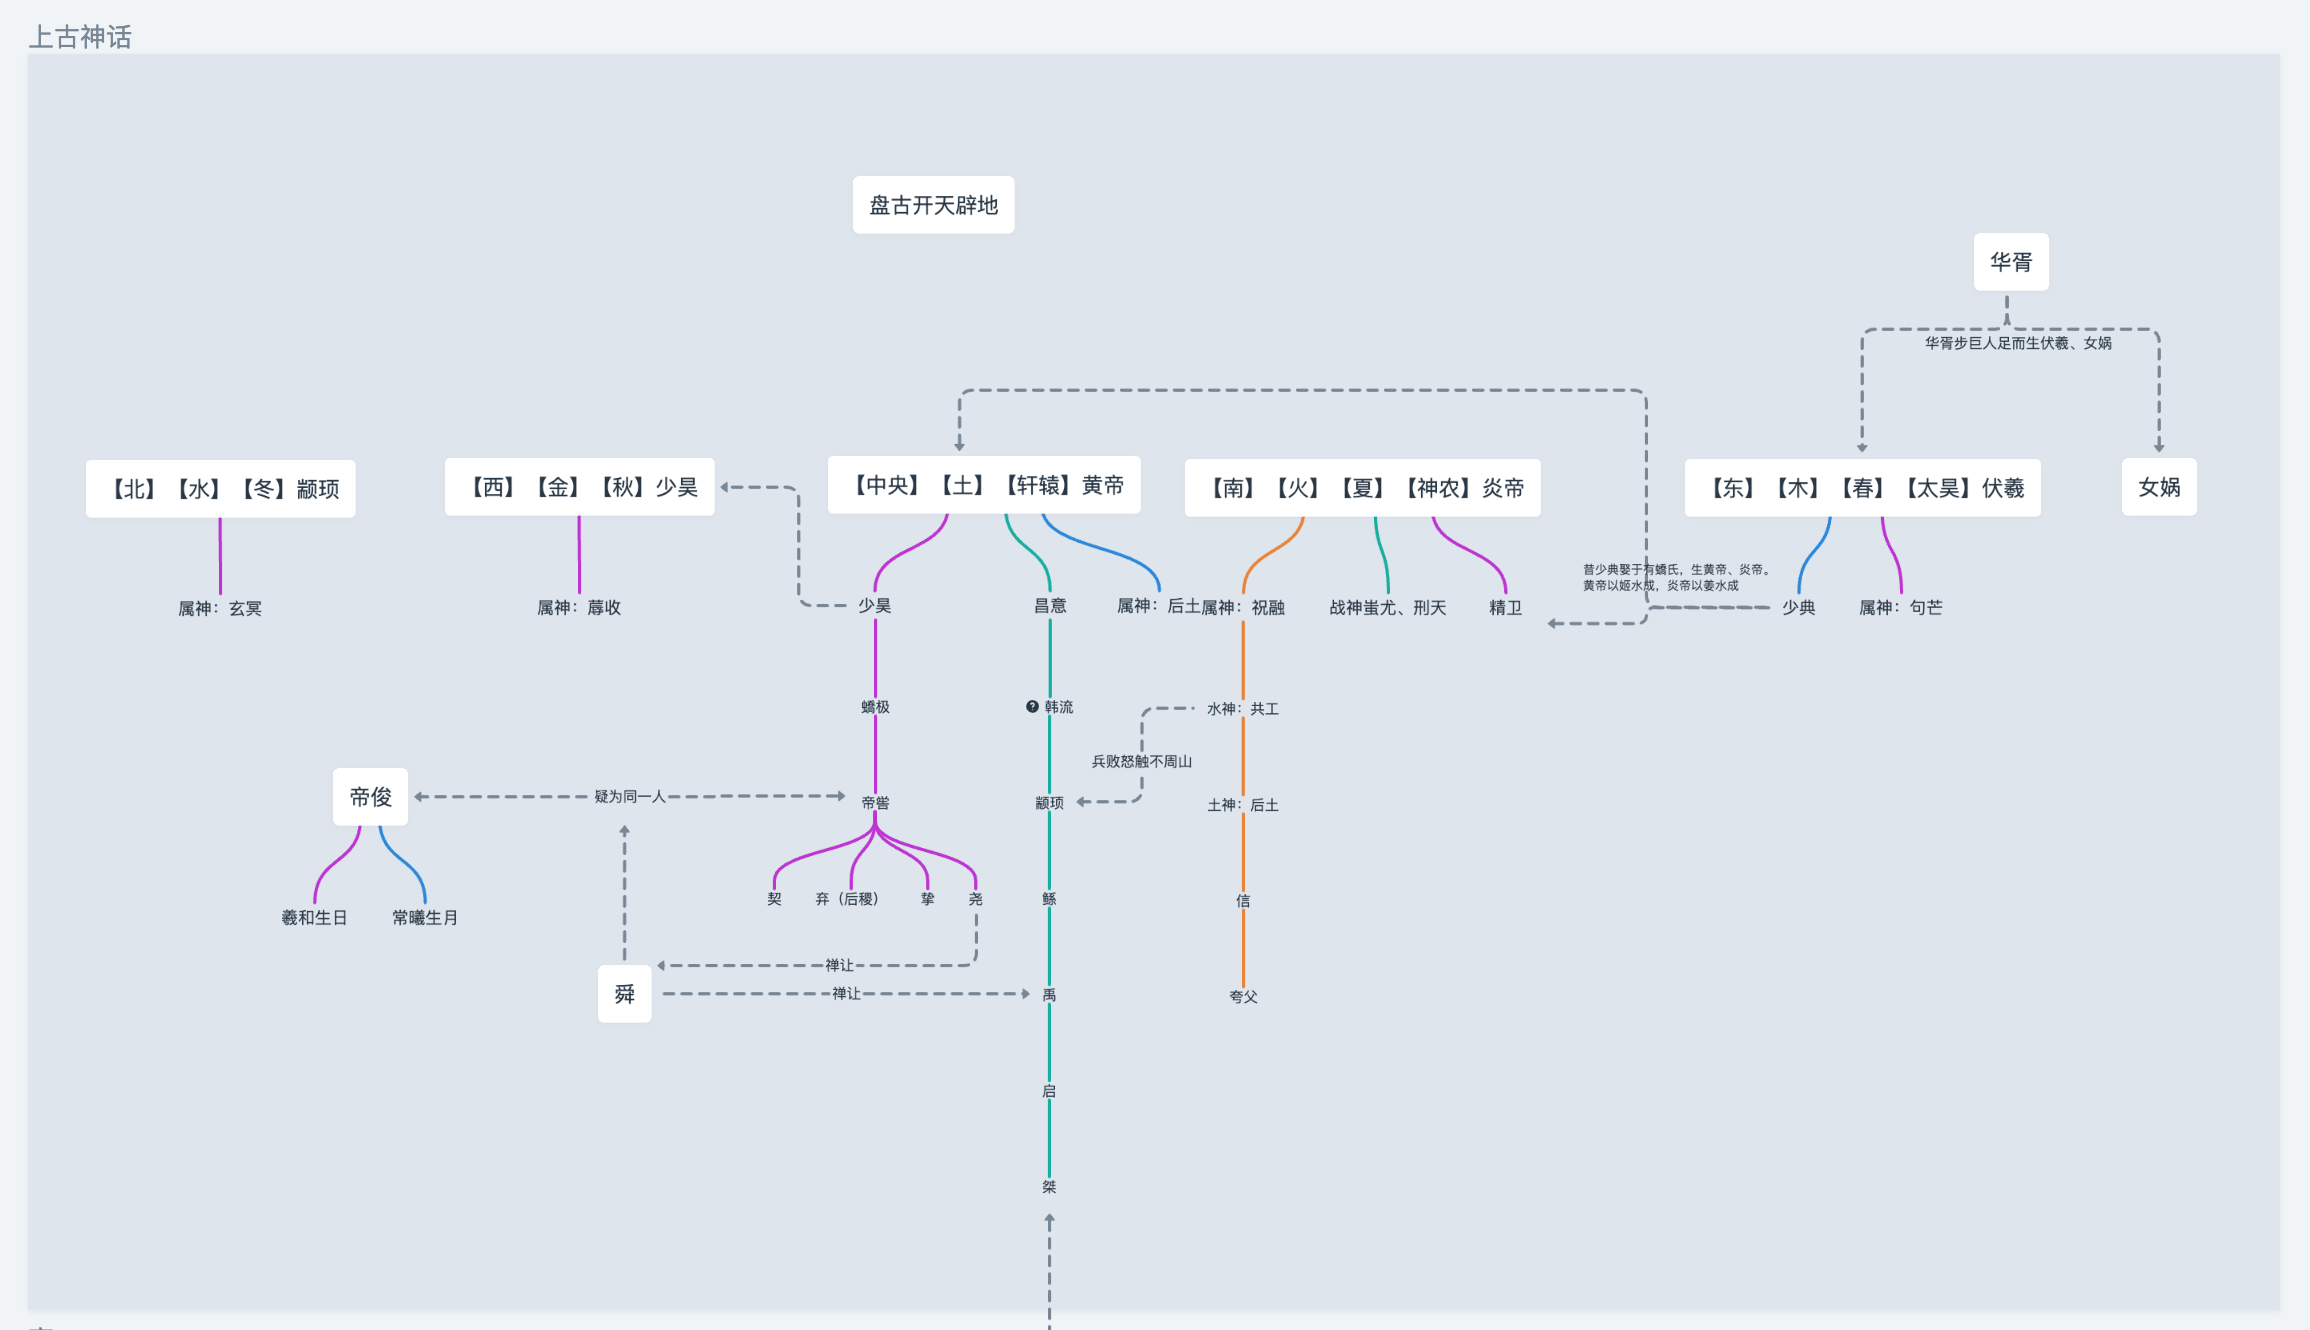 上古神话
盘古开天辟地
华胥
华胥步巨人足而生伏羲、女娲
【北】【水】【冬】颛顼
【西】【金】【秋】少昊
【中央】【土】【轩辕】黄帝
【南】【火】【夏】【神农】炎帝
【东】【木】【春】【太昊】伏羲
女娲
昔少典娶于有蟜氏，生黄帝、炎帝。
黄帝以姬水成，炎帝以姜水成
属神：玄冥
属神：蓐收
少昊
昌意
属神：后土
属神：祝融
战神蚩尤、刑天
精卫
少典
属神：句芒
蟜极
韩流
水神：共工
兵败怒触不周山
帝俊
疑为同一人
帝喾
颛顼
土神：后土
羲和生日
常曦生月
契
弃（后稷）
挚
尧
鲧
信
禅让
舜
禅让
禹
夸父
启
桀